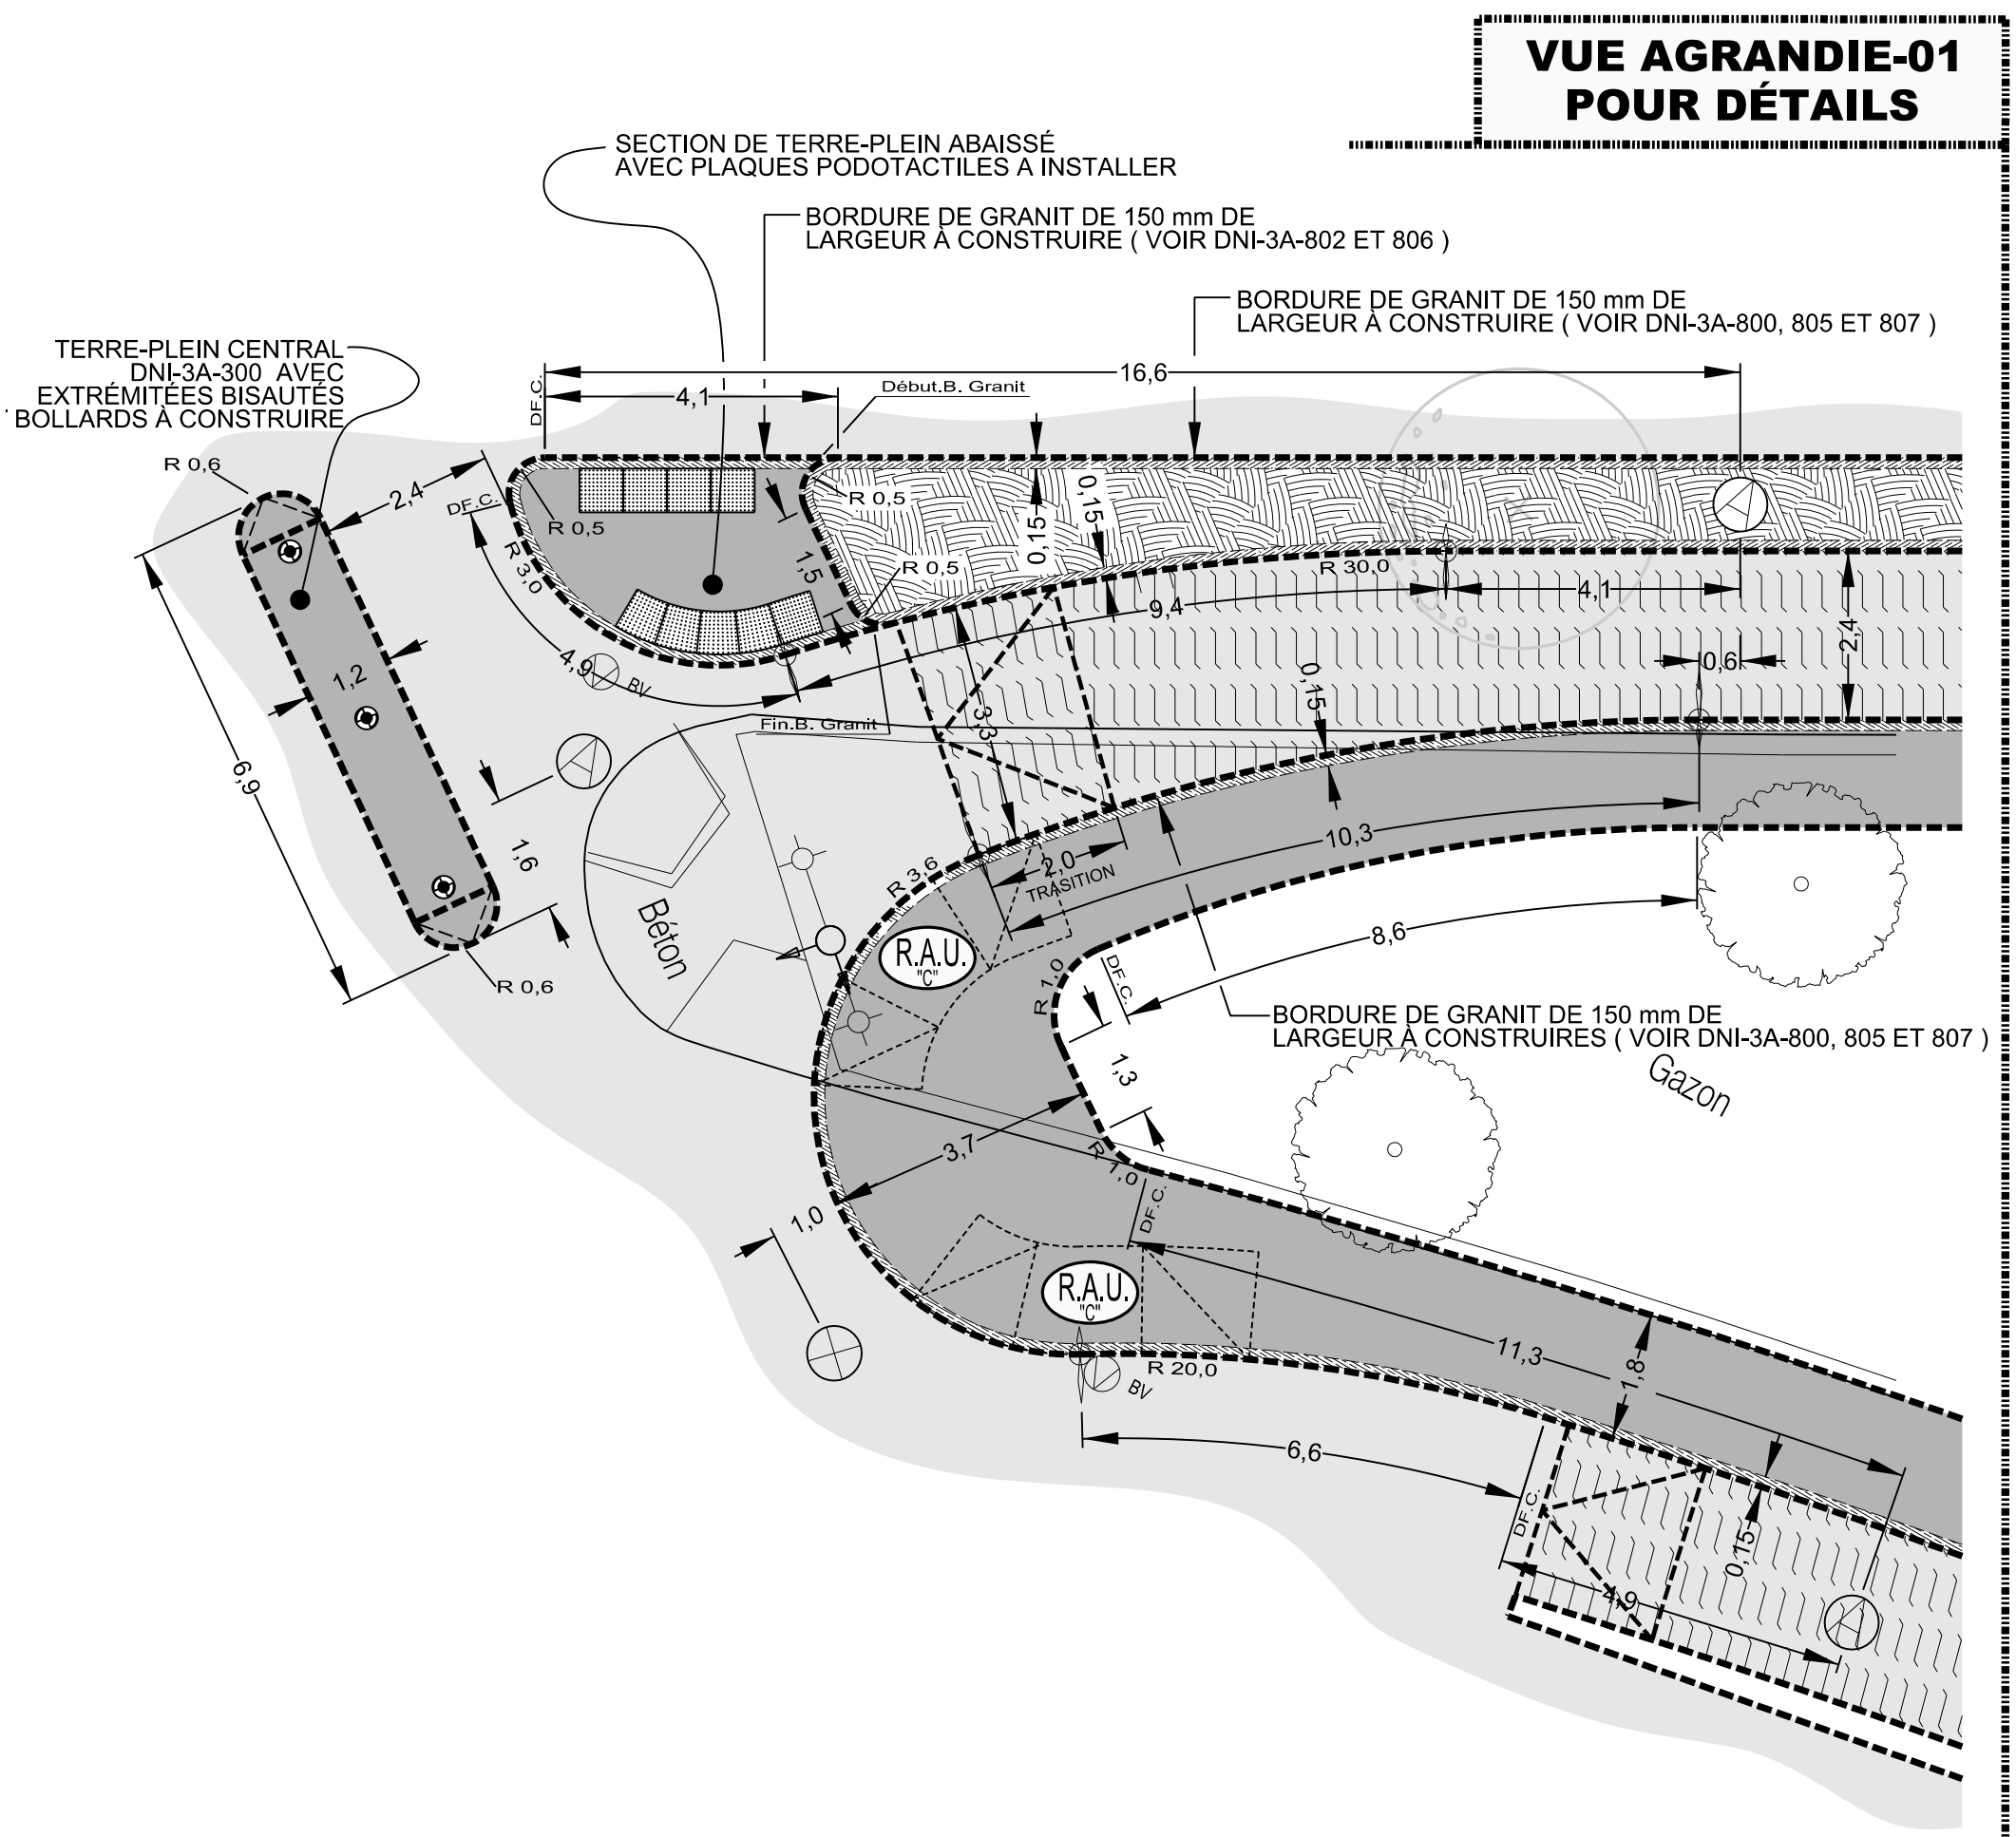 VUE AGRANDIE-01
POUR DÉTAILS
SECTION DE TERRE-PLEIN ABAISSÉ
AVEC PLAQUES PODOTACTILES A INSTALLER
BORDURE DE GRANIT DE 150 mm DE
LARGEUR À CONSTRUIRE ( VOIR DNI-3A-802 ET 806 )
BORDURE DE GRANIT DE 150 mm DE
LARGEUR À CONSTRUIRE ( VOIR DNI-3A-800, 805 ET 807 )
TERRE-PLEIN CENTRAL
DNI-3A-300 AVEC
EXTRÉMITÉES BISAUTÉS
BOLLARDS À CONSTRUIRE
16,6
DF.C.
4,1
Début.B. Granit
R 0,6
2,4
DF.C.
R 0,5
R 0,5
0,15
0,15
R 3,0
1,5
R 0,5
R 30,0
4,1
9,4
2,4
4,9
BV
0,6
1,2
0,15
3,3
Fin.B. Granit
6,9
1,6
10,3
2,0
TRASITION
R 3,6
Béton
8,6
R.A.U.
"C"
R 0,6
R 1,0
DF.C.
BORDURE DE GRANIT DE 150 mm DE
LARGEUR À CONSTRUIRES ( VOIR DNI-3A-800, 805 ET 807 )
1,3
Gazon
3,7
R 1,0
DF.C.
1,0
R.A.U.
"C"
11,3
1,8
R 20,0
BV
6,6
DF.C.
0,15
4,9